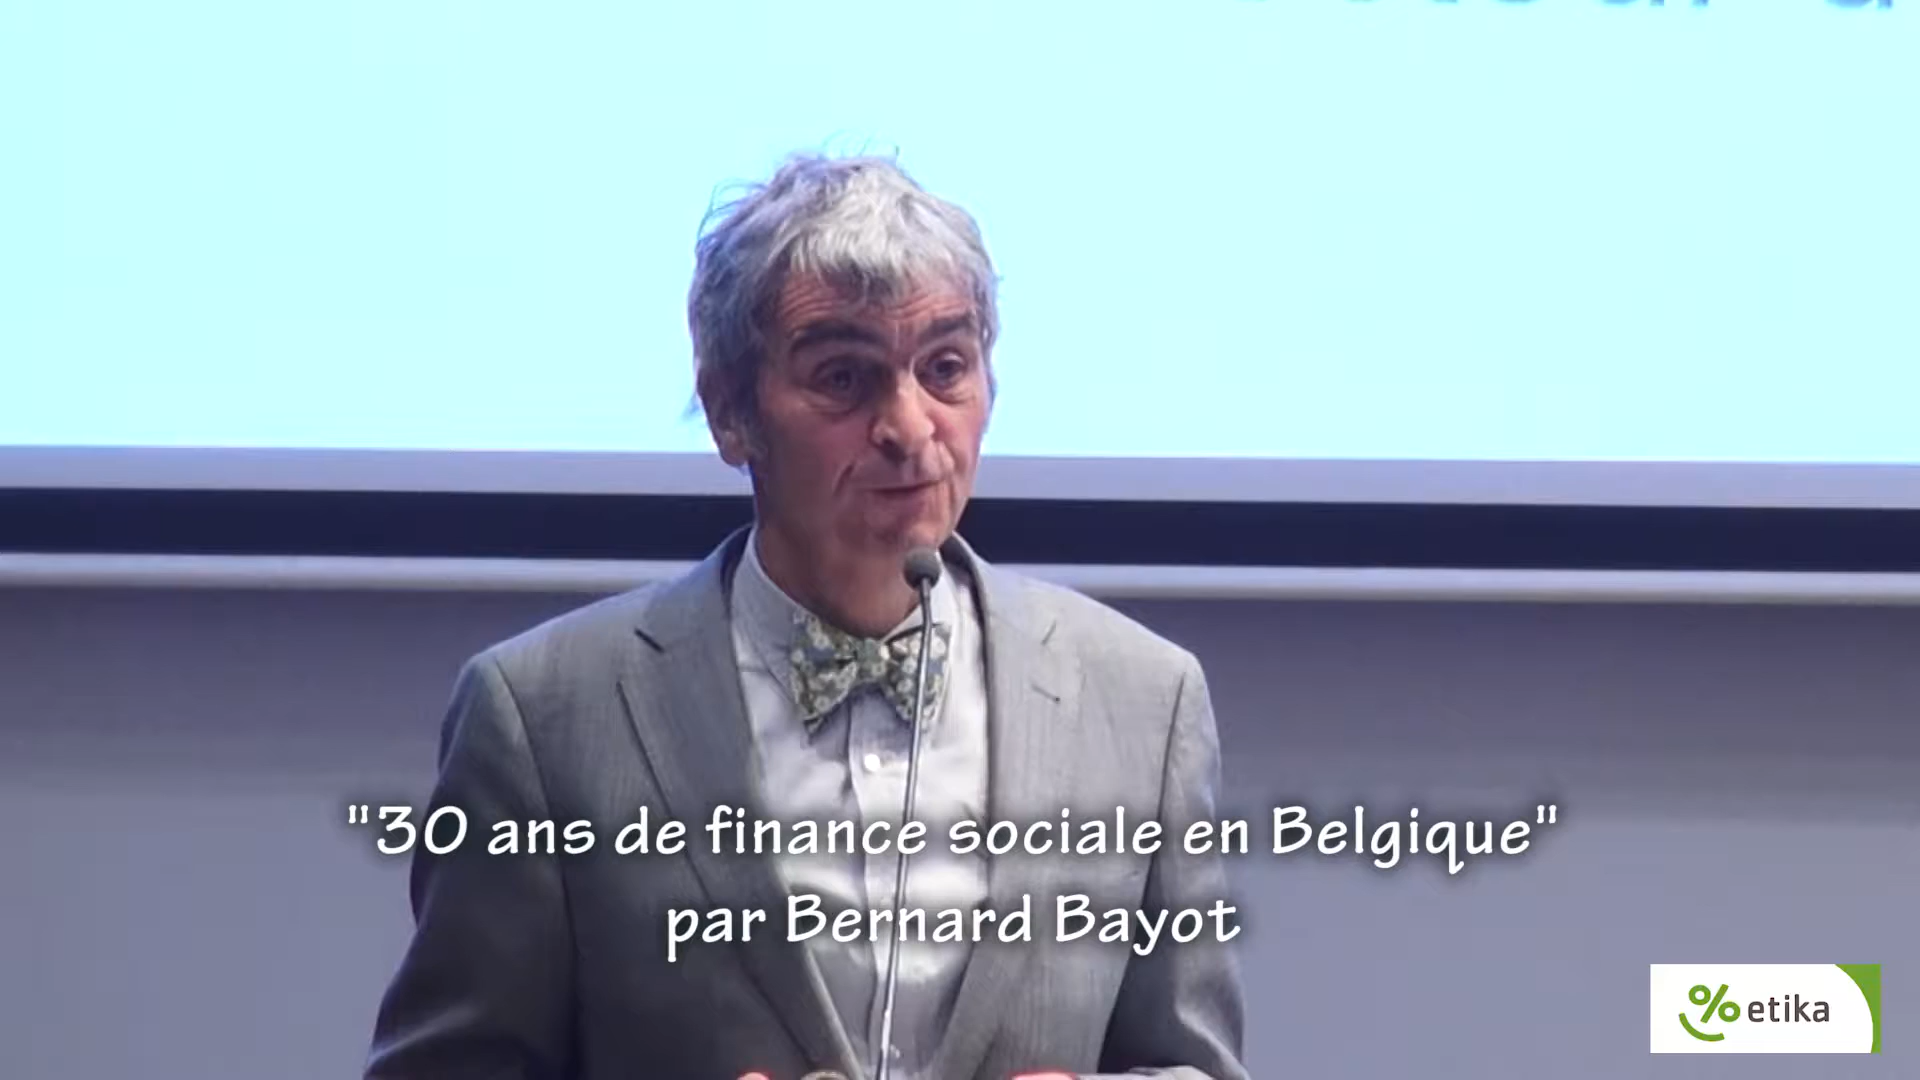 "30 ans de finance sociale en Belgique"
par Bernard Bayot
% etika